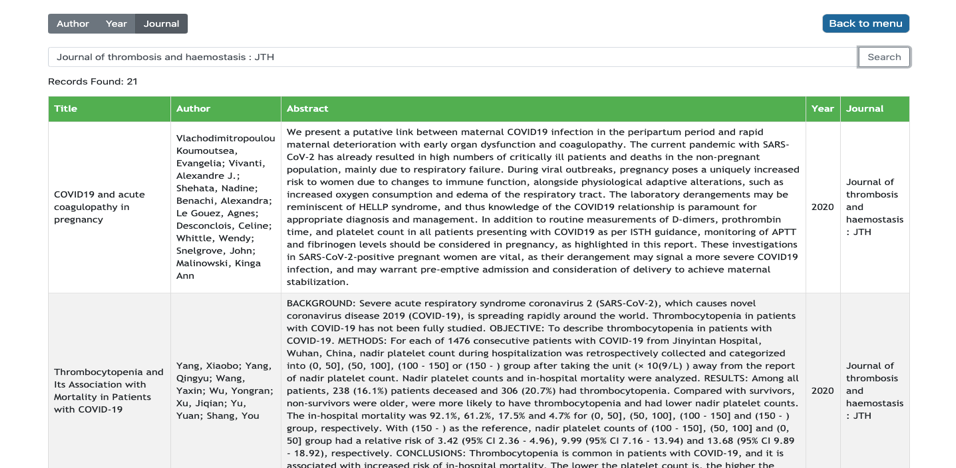 Author Year Journal Back to menu
Journal of thrombosis and haemostasis : JTH Search
Records Found: 21
Title Author Abstract Year Journal
COVID19 and acute
coagulopathy in
pregnancy
Vlachodimitropoulou
Koumoutsea,
Evangelia; Vivanti,
Alexandre J.;
Shehata, Nadine;
Benachi, Alexandra;
Le Gouez, Agnes;
Desconclois, Celine;
Whittle, Wendy;
Snelgrove, John;
Malinowski, Kinga
Ann
We present a putative link between maternal COVID19 infection in the peripartum period and rapid
maternal deterioration with early organ dysfunction and coagulopathy. The current pandemic with SARS-
CoV-2 has already resulted in high numbers of critically ill patients and deaths in the non-pregnant
population, mainly due to respiratory failure. During viral outbreaks, pregnancy poses a uniquely increased
risk to women due to changes to immune function, alongside physiological adaptive alterations, such as
increased oxygen consumption and edema of the respiratory tract. The laboratory derangements may be
reminiscent of HELLP syndrome, and thus knowledge of the COVID19 relationship is paramount for
appropriate diagnosis and management. In addition to routine measurements of D-dimers, prothrombin
time, and platelet count in all patients presenting with COVID19 as per ISTH guidance, monitoring of APTT
and fibrinogen levels should be considered in pregnancy, as highlighted in this report. These investigations
in SARS-CoV-2-positive pregnant women are vital, as their derangement may signal a more severe COVID19
infection, and may warrant pre-emptive admission and consideration of delivery to achieve maternal
stabilization.
2020
Journal of
thrombosis
and
haemostasis
: JTH
Thrombocytopenia and
Its Association with
Mortality in Patients
with COVID-19
Yang, Xiaobo; Yang,
Qingyu; Wang,
Yaxin; Wu, Yongran;
Xu, Jiqian; Yu,
Yuan; Shang, You
BACKGROUND: Severe acute respiratory syndrome coronavirus 2 (SARS-CoV-2), which causes novel
coronavirus disease 2019 (COVID-19), is spreading rapidly around the world. Thrombocytopenia in patients
with COVID-19 has not been fully studied. OBJECTIVE: To describe thrombocytopenia in patients with
COVID-19. METHODS: For each of 1476 consecutive patients with COVID-19 from Jinyintan Hospital,
Wuhan, China, nadir platelet count during hospitalization was retrospectively collected and categorized
into (0, 50], (50, 100], (100 - 150] or (150 - ) group after taking the unit (× 10(9/L) ) away from the report
of nadir platelet count. Nadir platelet counts and in-hospital mortality were analyzed. RESULTS: Among all
patients, 238 (16.1%) patients deceased and 306 (20.7%) had thrombocytopenia. Compared with survivors,
non-survivors were older, were more likely to have thrombocytopenia and had lower nadir platelet counts.
The in-hospital mortality was 92.1%, 61.2%, 17.5% and 4.7% for (0, 50], (50, 100], (100 - 150] and (150 - )
group, respectively. With (150 - ) as the reference, nadir platelet counts of (100 - 150], (50, 100] and (0,
50] group had a relative risk of 3.42 (95% CI 2.36 - 4.96), 9.99 (95% CI 7.16 - 13.94) and 13.68 (95% CI 9.89
- 18.92), respectively. CONCLUSIONS: Thrombocytopenia is common in patients with COVID-19, and it is
associated with increased risk of in-hospital mortality. The lower the platelet count is, the higher the
2020
Journal of
thrombosis
and
haemostasis
: JTH